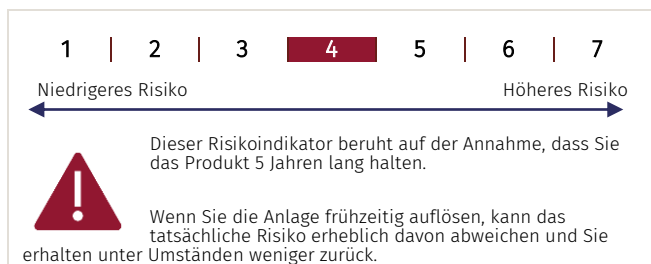 1 | 2 | 3 | 4 | 5 | 6 | 7
Niedrigeres Risiko Höheres Risiko
Dieser Risikoindikator beruht auf der Annahme, dass Sie
das Produkt 5 Jahren lang halten.
Wenn Sie die Anlage frühzeitig auflösen, kann das
tatsächliche Risiko erheblich davon abweichen und Sie
erhalten unter Umständen weniger zurück.